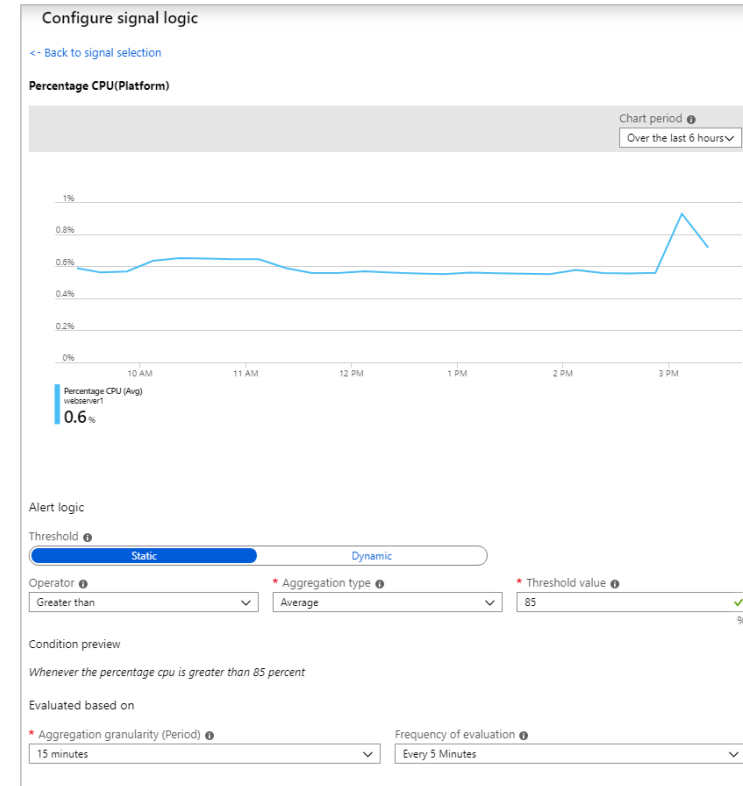 Configure signal logic
<- Back to signal selection
Percentage CPU(Platform)
Chart period
Over the last 6 hours
1%
0.8%
0.6%
0.4%
0.2%
0%
10 AM 11 AM 12 PM 1 PM 2 PM 3 PM
Percentage CPU (Avg)
webserver1
0.6 %
Alert logic
Threshold
Static Dynamic
Operator * Aggregation type * Threshold value
Greater than Average 85
%
Condition preview
Whenever the percentage cpu is greater than 85 percent
Evaluated based on
* Aggregation granularity (Period) Frequency of evaluation
15 minutes Every 5 Minutes